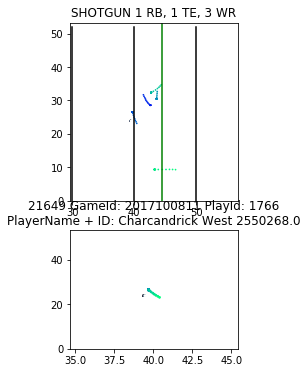 SHOTGUN 1 RB, 1 TE, 3 WR
50
40
30
20
10
0
30 40 50
21649 GameId: 2017100811 PlayId: 1766
PlayerName + ID: Charcandrick West 2550268.0
40
20
0
35.0 37.5 40.0 42.5 45.0